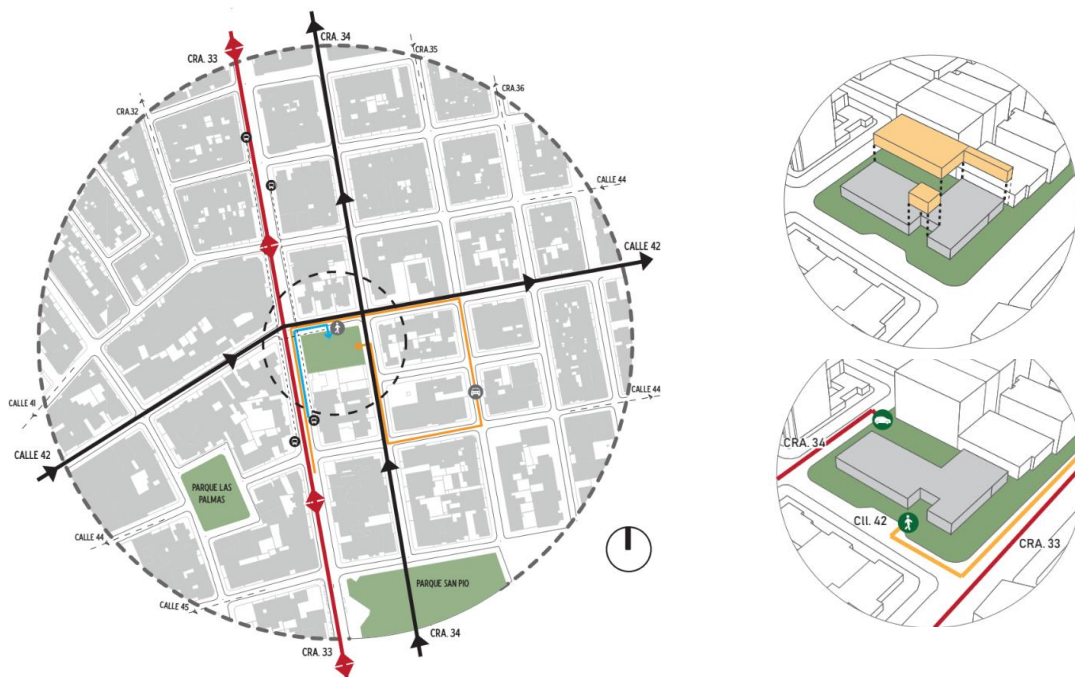 CRA. 33
CRA. 34
CRA.35
CRA.36
CRA.32
CALLE 44
CALLE 42
CALLE 41
CALLE 42
CALLE 44
PARQUE LAS
PALMAS
CALLE 44
CALLE 45
PARQUE SAN PIO
CRA. 33
CRA. 34
CRA. 34
Cll. 42
CRA. 33